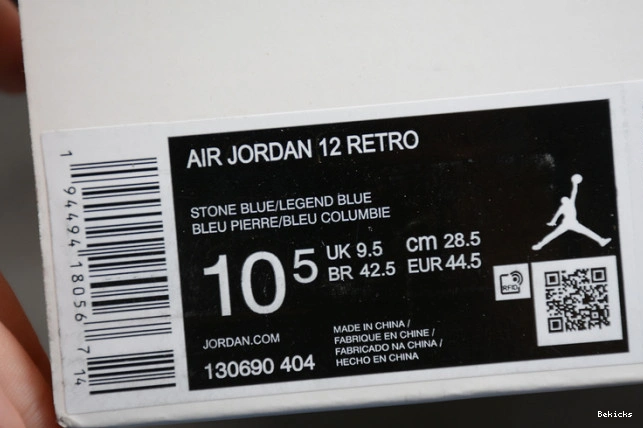 AIR JORDAN 12 RETRO
STONE BLUE/LEGEND BLUE
BLEU PIERRE/BLEU COLUMBIE
10 5
UK 9.5 cm 28.5
BR 42.5 EUR 44.5
RFID
JORDAN.COM
130690 404
MADE IN CHINA /
FABRIQUE EN CHINE /
FABRICADO NA CHINA /
HECHO EN CHINA
1 94494 18056 7 14
Bekicks